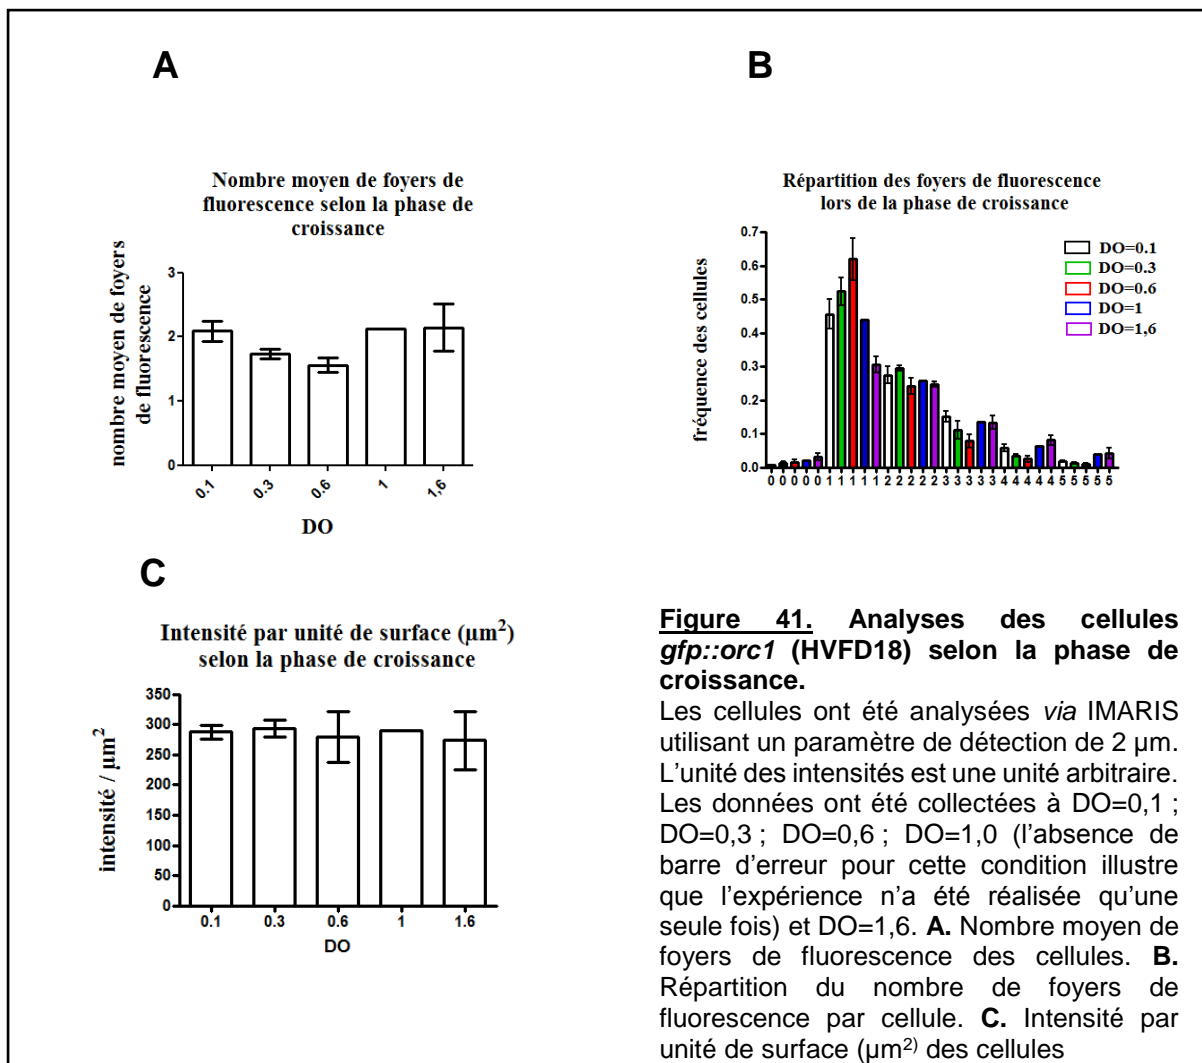 A
Nombre moyen de foyers de
fluorescence selon la phase de
croissance
nombre moyen de foyers
de fluorescence
3
2
1
0
0.1 0.3 0.6 1 1,6
DO
B
Répartition des foyers de fluorescence
lors de la phase de croissance
fréquence des cellules
0.7
0.6
0.5
0.4
0.3
0.2
0.1
0.0
0 0 0 0 0 1 1 1 1 1 2 2 2 2 2 3 3 3 3 3 4 4 4 4 4 5 5 5 5 5
DO=0.1
DO=0.3
DO=0.6
DO=1
DO=1,6
C
Intensité par unité de surface (µm²)
selon la phase de croissance
intensité / µm²
350
300
250
200
150
100
50
0
0.1 0.3 0.6 1 1.6
DO
Figure 41. Analyses des cellules
gfp::orc1 (HVFD18) selon la phase de
croissance.
Les cellules ont été analysées via IMARIS
utilisant un paramètre de détection de 2 µm.
L'unité des intensités est une unité arbitraire.
Les données ont été collectées à DO=0,1 ;
DO=0,3 ; DO=0,6 ; DO=1,0 (l'absence de
barre d'erreur pour cette condition illustre
que l'expérience n'a été réalisée qu'une
seule fois) et DO=1,6. A. Nombre moyen de
foyers de fluorescence des cellules. B.
Répartition du nombre de foyers de
fluorescence par cellule. C. Intensité par
unité de surface (µm²⁾ des cellules